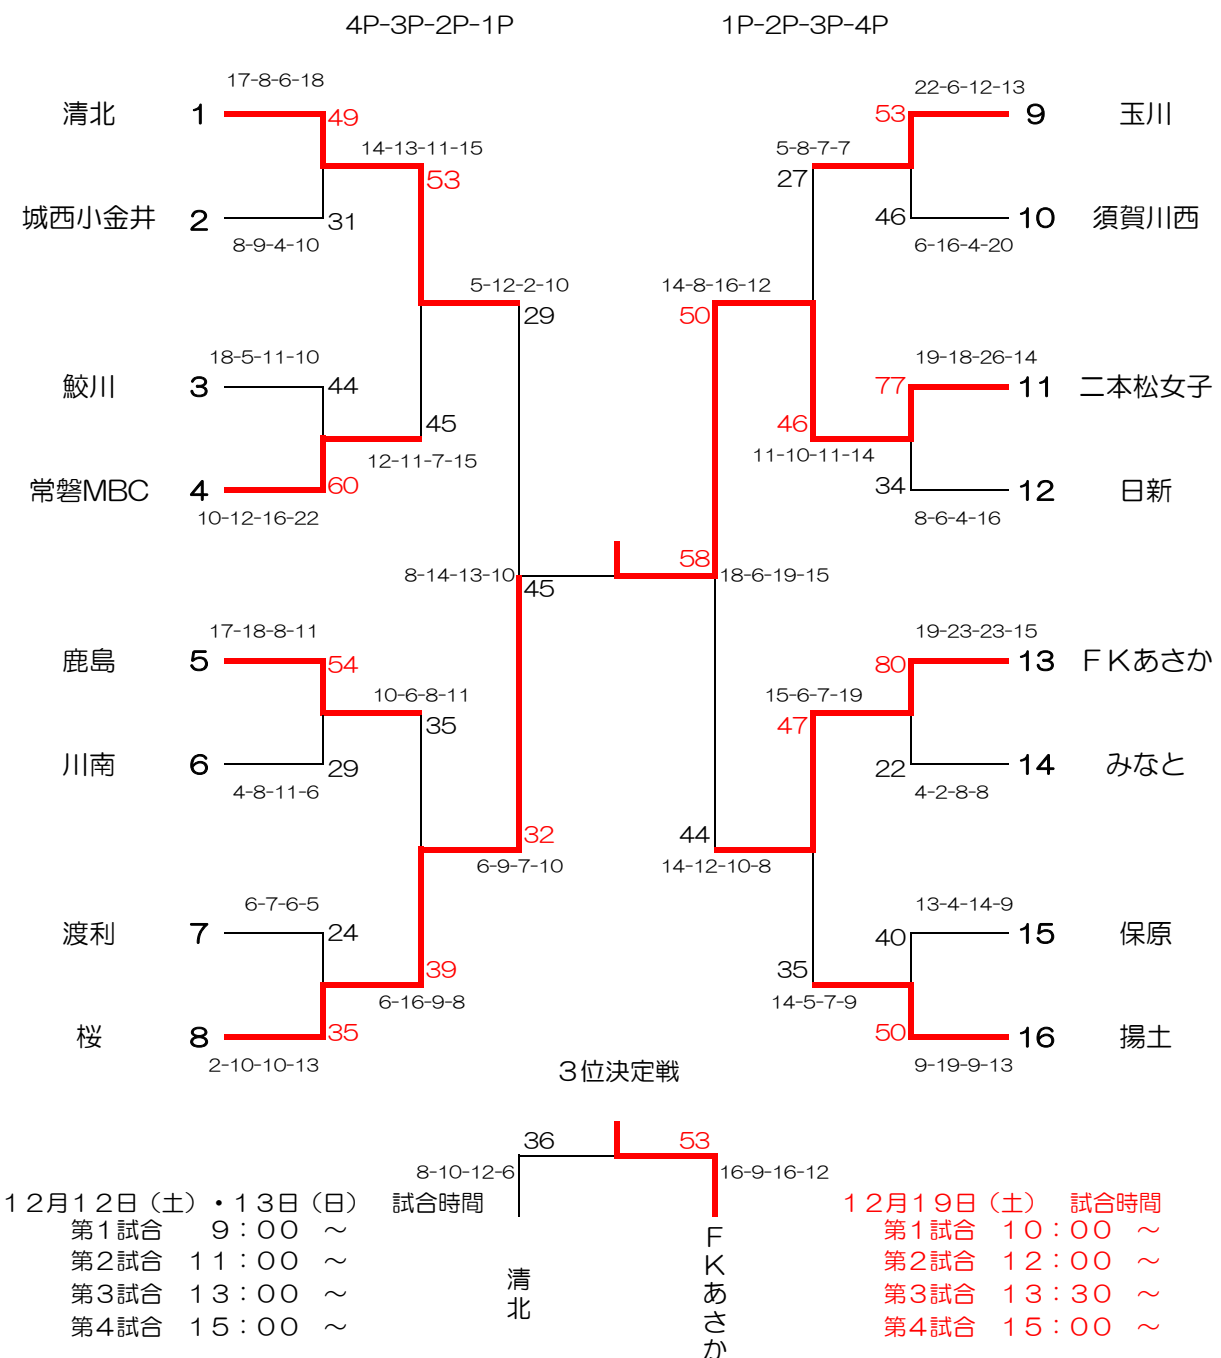 4P-3P-2P-1P 1P-2P-3P-4P
17-8-6-18 22-6-12-13
清北 1 49 53 9 玉川
14-13-11-15 5-8-7-7
53 27
城西小金井 2 31 46 10 須賀川西
8-9-4-10 6-16-4-20
5-12-2-10 14-8-16-12
29 50
18-5-11-10 19-18-26-14
鮫川 3 44 77 11 二本松女子
45 46
12-11-7-15 11-10-11-14
常磐MBC 4 60 34 12 日新
10-12-16-22 8-6-4-16
58
8-14-13-10 45 18-6-19-15
17-18-8-11 19-23-23-15
鹿島 5 54 80 13 ＦＫあさか
10-6-8-11 15-6-7-19
35 47
川南 6 29 22 14 みなと
4-8-11-6 4-2-8-8
32 44
6-9-7-10 14-12-10-8
6-7-6-5 13-4-14-9
渡利 7 24 40 15 保原
39 35
6-16-9-8 14-5-7-9
桜 8 35 50 16 揚土
2-10-10-13 9-19-9-13
３位決定戦
36 53
8-10-12-6 16-9-16-12
清北
ＦＫあさか
１２月１２日（土）・１３日（日） 試合時間
第１試合 ９：００ ～
第２試合 １１：００ ～
第３試合 １３：００ ～
第４試合 １５：００ ～
１２月１９日（土） 試合時間
第１試合 １０：００ ～
第２試合 １２：００ ～
第３試合 １３：３０ ～
第４試合 １５：００ ～